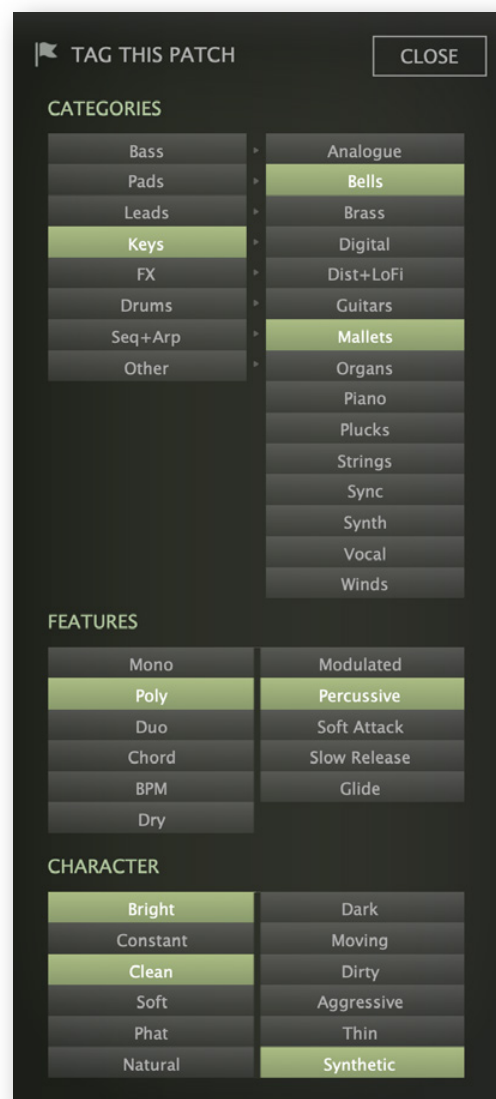 TAG THIS PATCH
CLOSE
CATEGORIES
Bass
Pads
Leads
Keys
FX
Drums
Seq+Arp
Other
Analogue
Bells
Brass
Digital
Dist+LoFi
Guitars
Mallets
Organs
Piano
Plucks
Strings
Sync
Synth
Vocal
Winds
FEATURES
Mono
Poly
Duo
Chord
BPM
Dry
Modulated
Percussive
Soft Attack
Slow Release
Glide
CHARACTER
Bright
Constant
Clean
Soft
Phat
Natural
Dark
Moving
Dirty
Aggressive
Thin
Synthetic